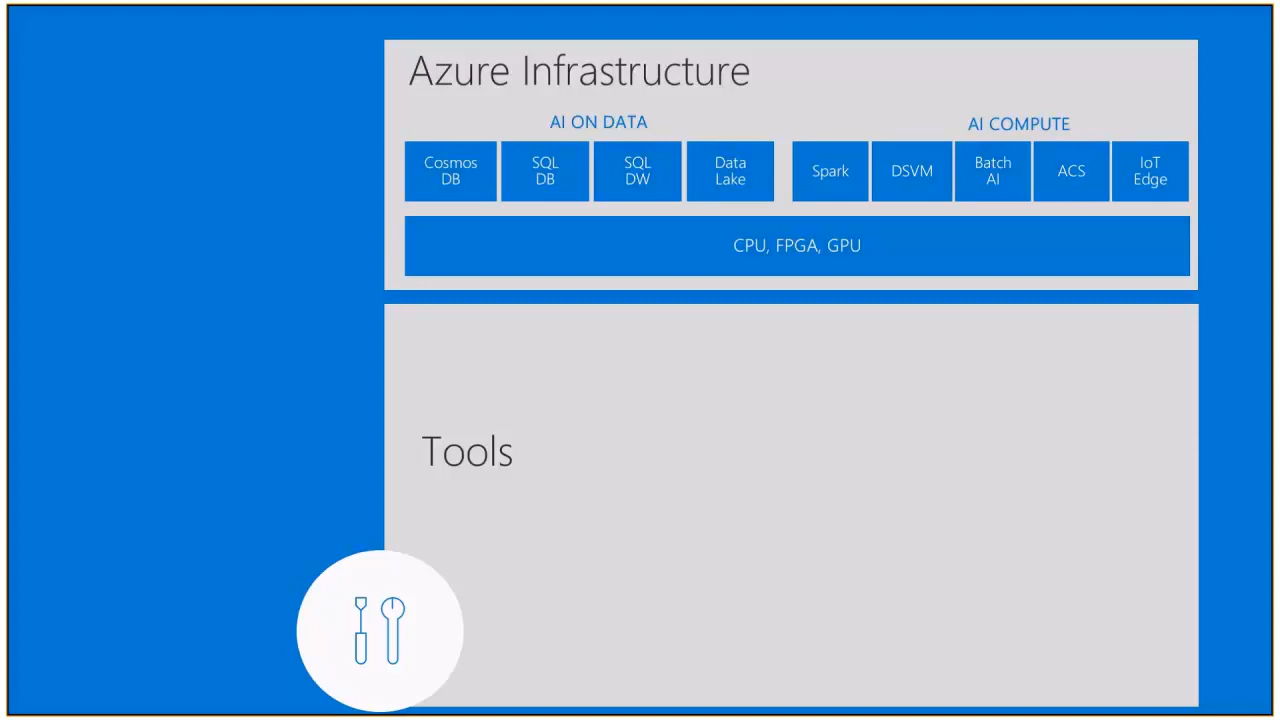 Azure Infrastructure
AI ON DATA
AI COMPUTE
Cosmos
DB
SQL
DB
SQL
DW
Data
Lake
Spark
DSVM
Batch
AI
ACS
IoT
Edge
CPU, FPGA, GPU
Tools